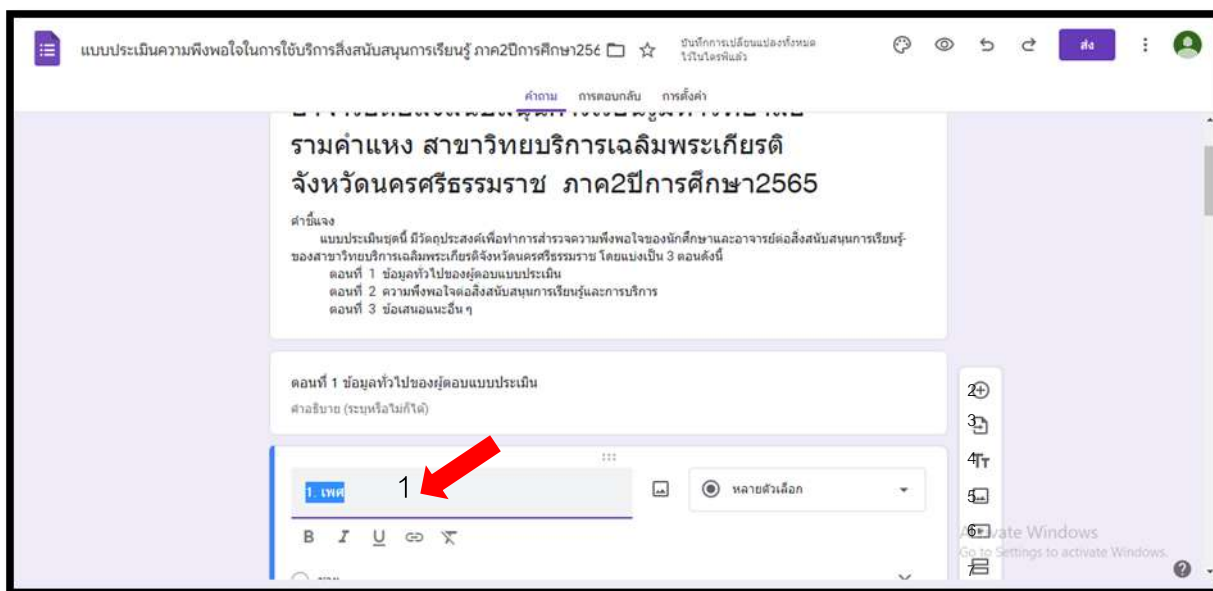 แบบประเมินความพึงพอใจในการใช้บริการสิ่งสนับสนุนการเรียนรู้ ภาค2ปีการศึกษา256
บันทึกการเปลี่ยนแปลงทั้งหมด
ไว้ในไดรฟ์แล้ว
ส่ง
คำถาม การตอบกลับ การตั้งค่า
รามคำแหง สาขาวิทยบริการเฉลิมพระเกียรติ
จังหวัดนครศรีธรรมราช ภาค2ปีการศึกษา2565
คำชี้แจง
แบบประเมินชุดนี้ มีวัตถุประสงค์เพื่อทำการสำรวจความพึงพอใจของนักศึกษาและอาจารย์ต่อสิ่งสนับสนุนการเรียนรู้-
ของสาขาวิทยบริการเฉลิมพระเกียรติจังหวัดนครศรีธรรมราช โดยแบ่งเป็น 3 ตอนดังนี้
ตอนที่ 1 ข้อมูลทั่วไปของผู้ตอบแบบประเมิน
ตอนที่ 2 ความพึงพอใจต่อสิ่งสนับสนุนการเรียนรู้และการบริการ
ตอนที่ 3 ข้อเสนอแนะอื่น ๆ
ตอนที่ 1 ข้อมูลทั่วไปของผู้ตอบแบบประเมิน
คำอธิบาย (ระบุหรือไม่ก็ได้)
2
3
4
1. เพศ 1 หลายตัวเลือก
5
B I U
6
Activate Windows
Go to Settings to activate Windows.
7